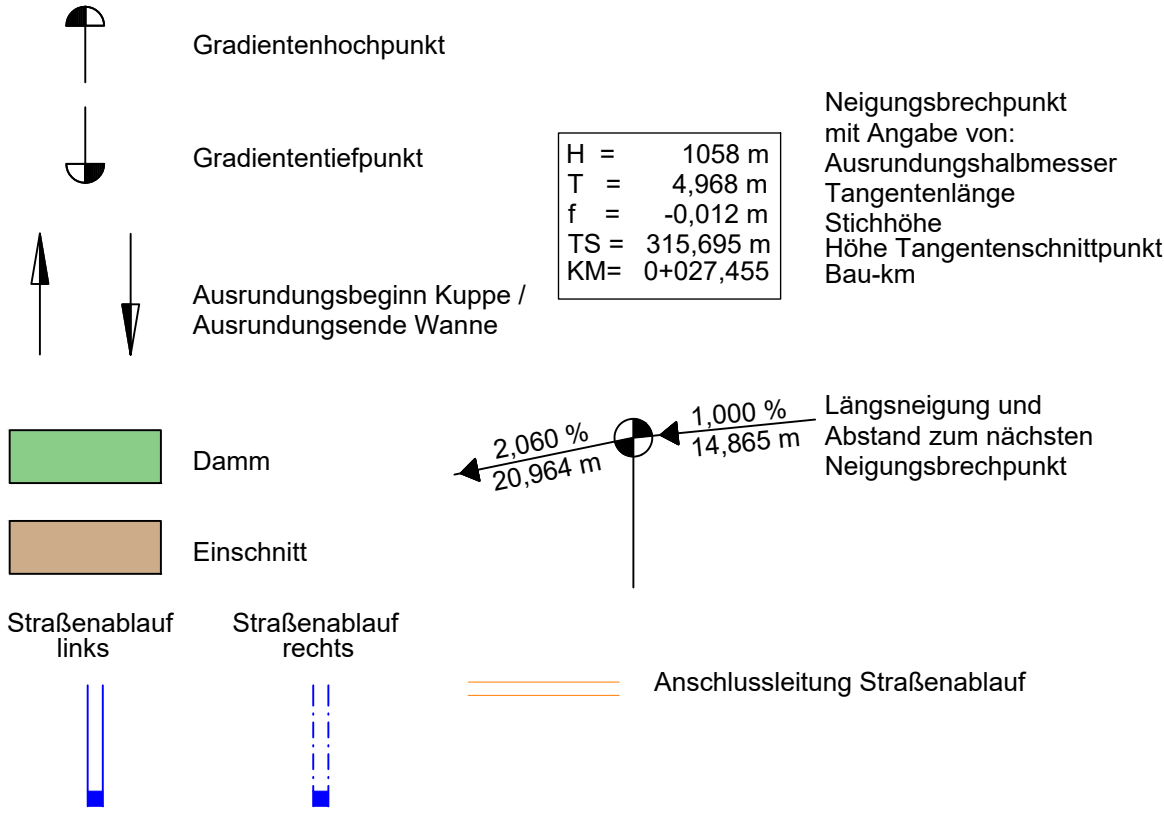 Gradientenhochpunkt
Gradiententiefpunkt
Ausrundungsbeginn Kuppe /
Ausrundungsende Wanne
Damm
Einschnitt
Straßenablauf
links
Straßenablauf
rechts
H = 1058 m
T = 4,968 m
f = -0,012 m
TS = 315,695 m
KM= 0+027,455
Neigungsbrechpunkt
mit Angabe von:
Ausrundungshalbmesser
Tangentenlänge
Stichhöhe
Höhe Tangentenschnittpunkt
Bau-km
2,060 %
20,964 m
1,000 %
14,865 m
Längsneigung und
Abstand zum nächsten
Neigungsbrechpunkt
Anschlussleitung Straßenablauf